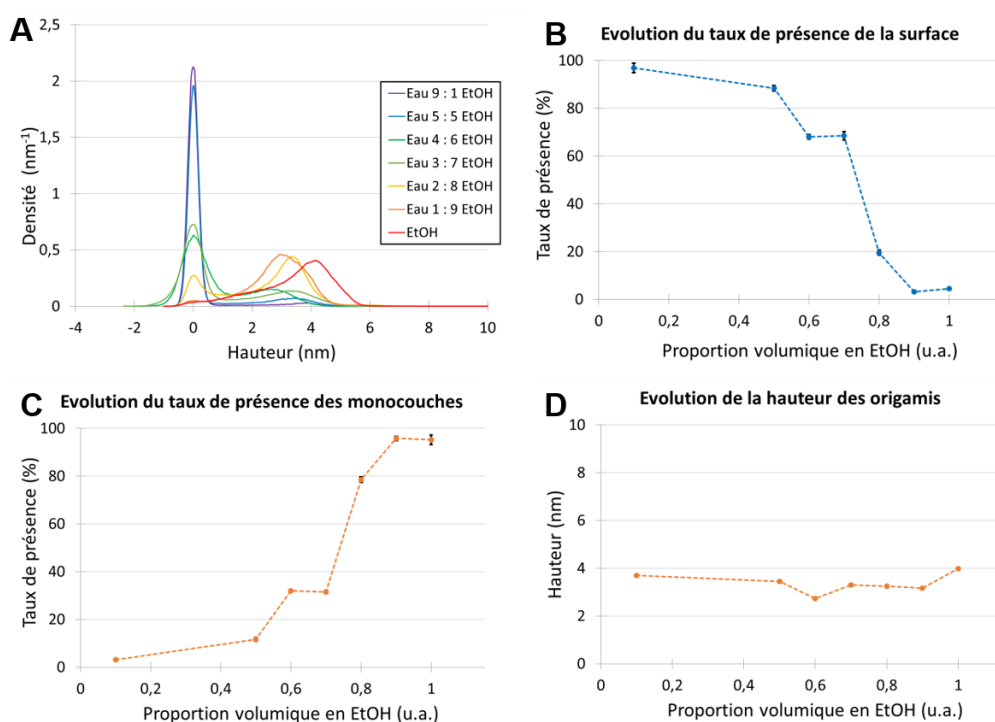 A
2,5
2
1,5
1
0,5
0
Densité (nm-1)
-4 -2 0 2 4 6 8 10
Hauteur (nm)
Eau 9 : 1 EtOH
Eau 5 : 5 EtOH
Eau 4 : 6 EtOH
Eau 3 : 7 EtOH
Eau 2 : 8 EtOH
Eau 1 : 9 EtOH
EtOH
B
Evolution du taux de présence de la surface
100
80
60
40
20
0
Taux de présence (%)
0 0,2 0,4 0,6 0,8 1
Proportion volumique en EtOH (u.a.)
C
Evolution du taux de présence des monocouches
100
80
60
40
20
0
Taux de présence (%)
0 0,2 0,4 0,6 0,8 1
Proportion volumique en EtOH (u.a.)
D
Evolution de la hauteur des origamis
10
8
6
4
2
0
Hauteur (nm)
0 0,2 0,4 0,6 0,8 1
Proportion volumique en EtOH (u.a.)